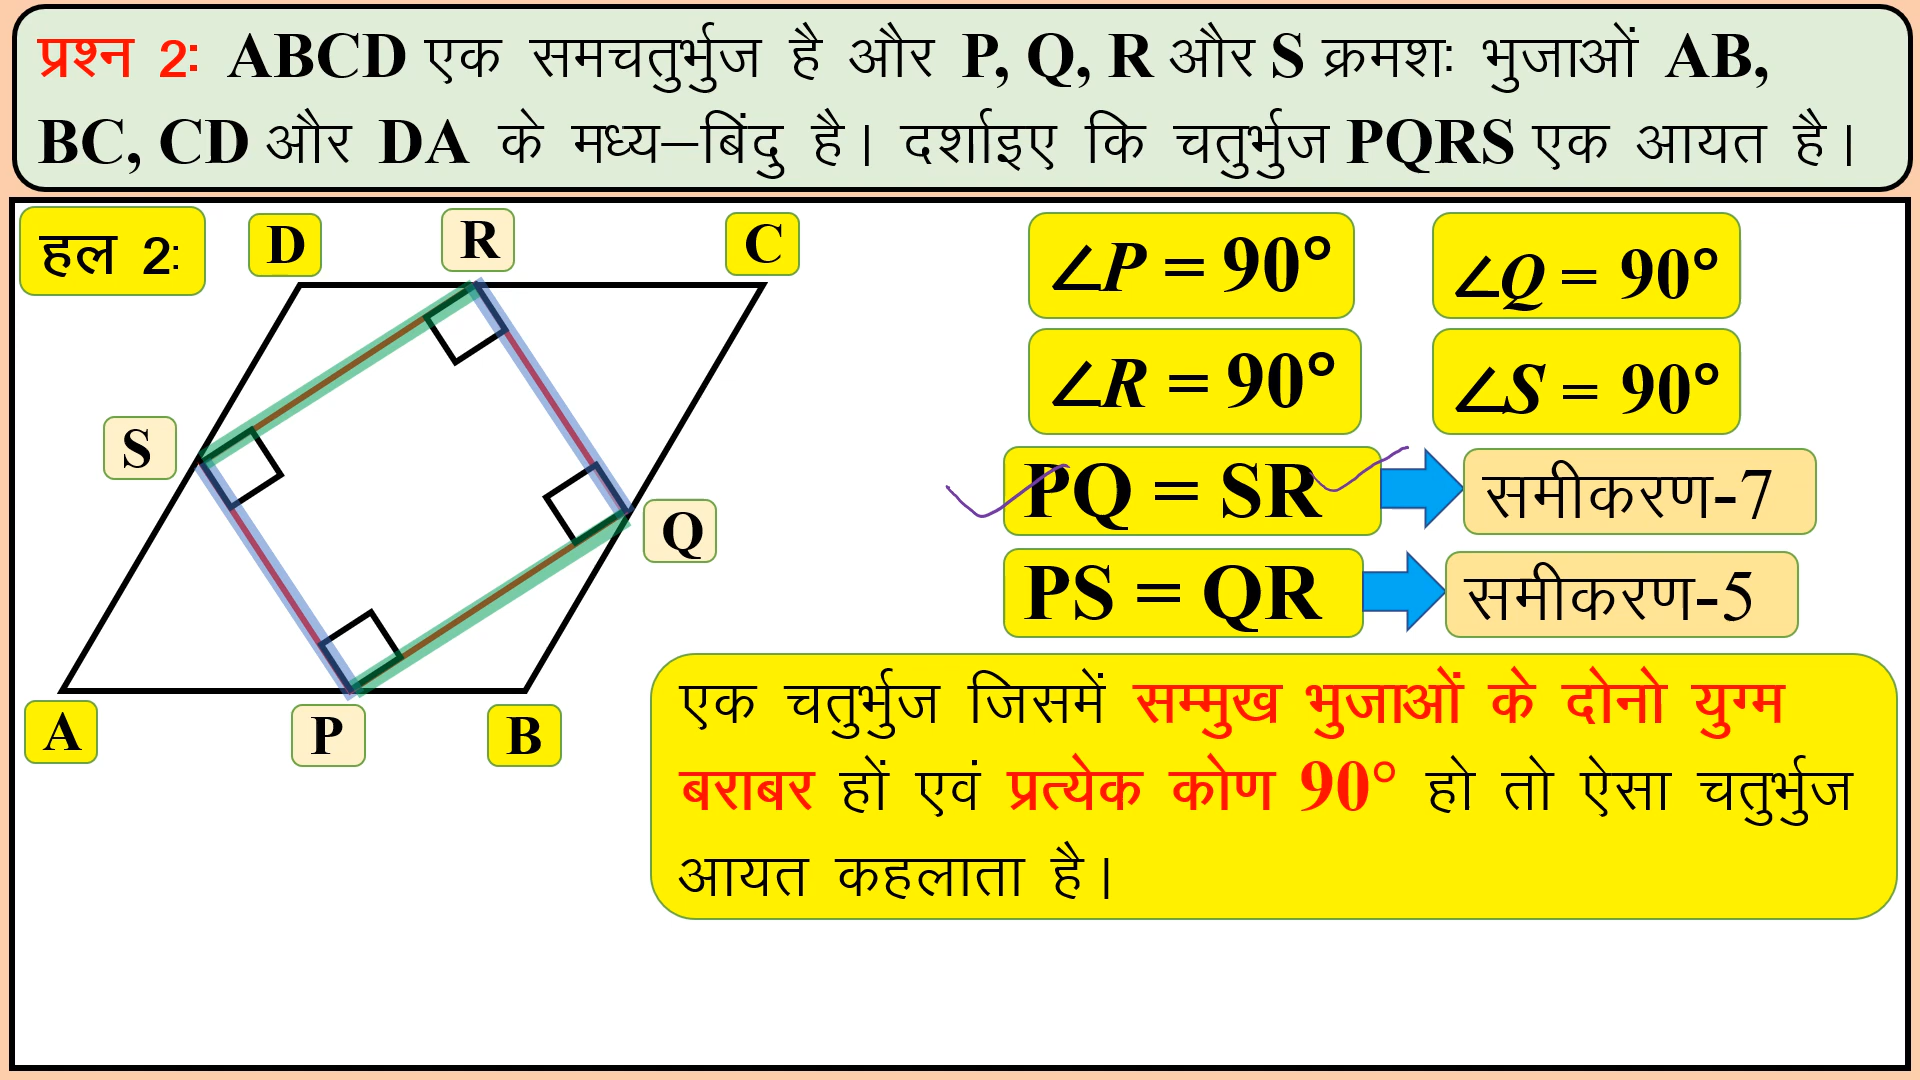 प्रश्न 2: ABCD एक समचतुर्भुज है और P, Q, R और S क्रमशः भुजाओं AB,
BC, CD और DA के मध्य–बिंदु है। दर्शाइए कि चतुर्भुज PQRS एक आयत है।
हल 2:
D
R
C
S
Q
A
P
B
∠P = 90°
∠Q = 90°
∠R = 90°
∠S = 90°
PQ = SR
समीकरण-7
PS = QR
समीकरण-5
एक चतुर्भुज जिसमें सम्मुख भुजाओं के दोनो युग्म
बराबर हों एवं प्रत्येक कोण 90° हो तो ऐसा चतुर्भुज
आयत कहलाता है।